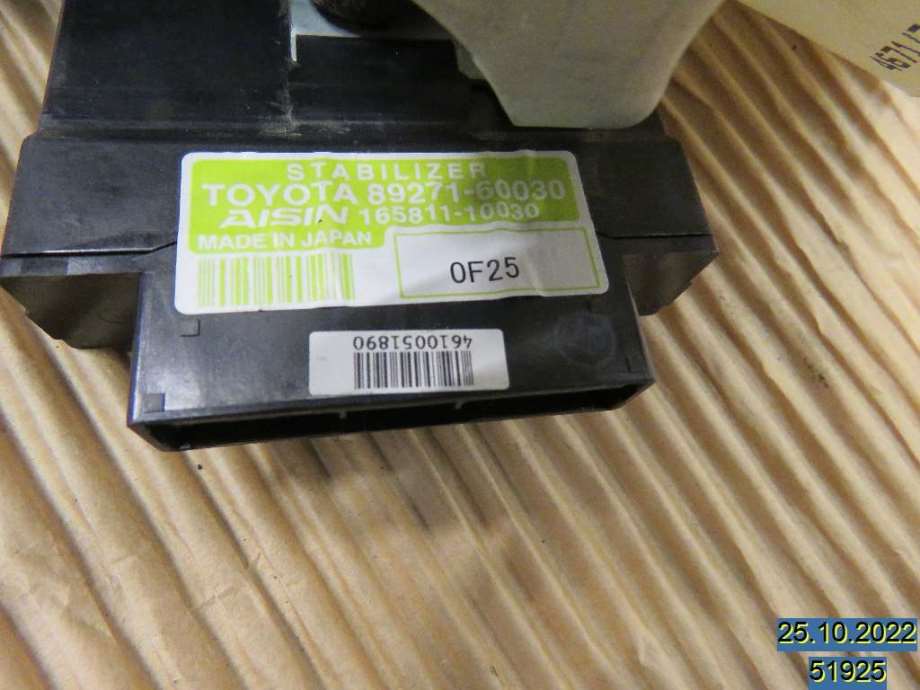 STABILIZER
TOYOTA 89271-60030
AISIN 165811-10030
MADE IN JAPAN
0F25
4610051890
25.10.2022
51925